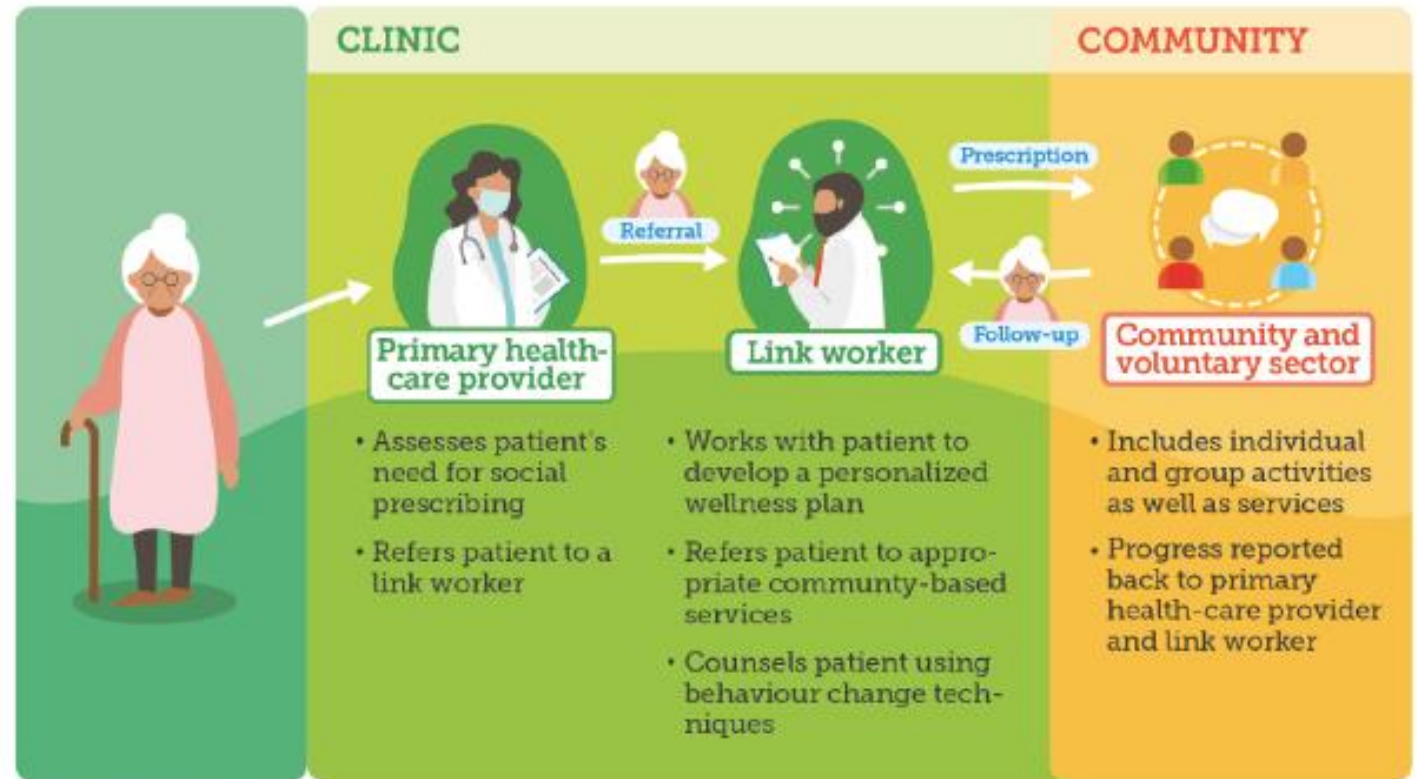 CLINIC
COMMUNITY
Prescription
Referral
Follow-up
Primary health-
care provider
Link worker
Community and
voluntary sector
• Assesses patient's
need for social
prescribing
• Refers patient to a
link worker
• Works with patient to
develop a personalized
wellness plan
• Refers patient to appro-
priate communty-based
services
• Counsels patient using
behaviour change tech-
niques
• Includes individual
and group activities
as well as services
• Progress reported
back to primary
health-care provider
and link worker